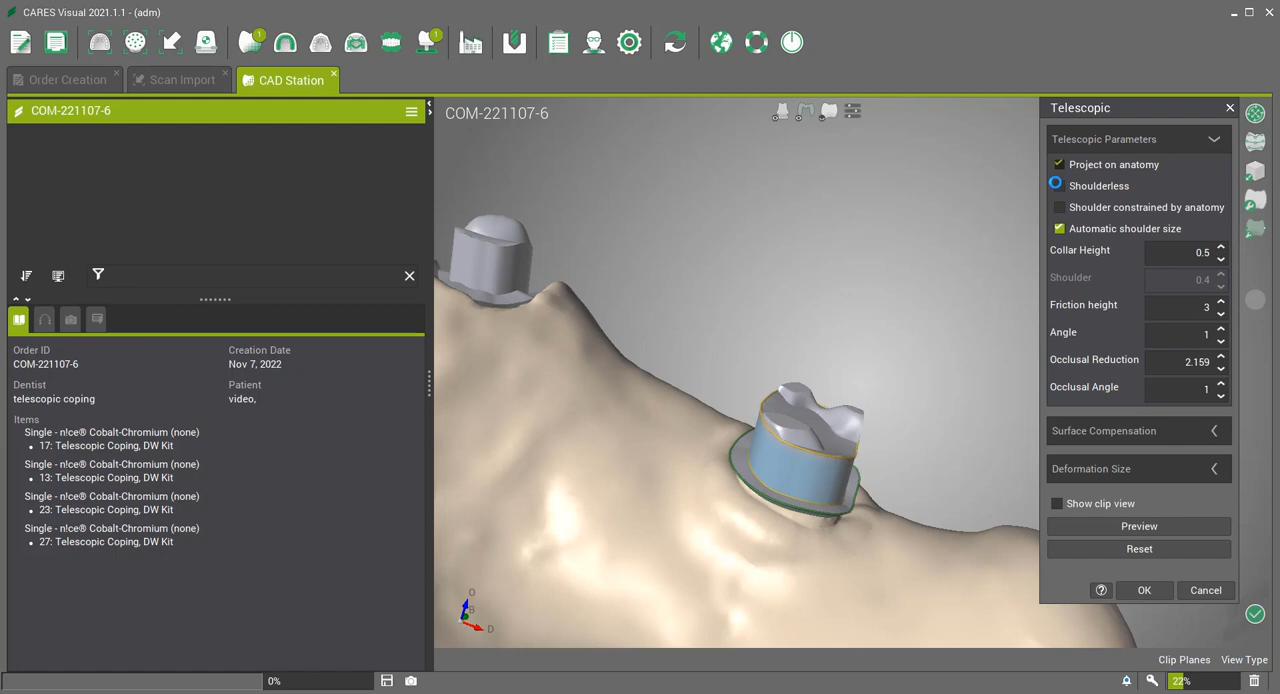 CARES Visual 2021.1.1 - (adm)
1
1
Order Creation
Scan Import
CAD Station
COM-221107-6
COM-221107-6
Order ID
Creation Date
COM-221107-6
Nov 7, 2022
Dentist
Patient
telescopic coping
video,
Items
Single - n!ce® Cobalt-Chromium (none)
• 17: Telescopic Coping, DW Kit
Single - n!ce® Cobalt-Chromium (none)
• 13: Telescopic Coping, DW Kit
Single - n!ce® Cobalt-Chromium (none)
• 23: Telescopic Coping, DW Kit
Single - n!ce® Cobalt-Chromium (none)
• 27: Telescopic Coping, DW Kit
O
B
D
Telescopic
Telescopic Parameters
Project on anatomy
Shoulderless
Shoulder constrained by anatomy
Automatic shoulder size
Collar Height 0.5
Shoulder 0.4
Friction height 3
Angle 1
Occlusal Reduction 2.159
Occlusal Angle 1
Surface Compensation
Deformation Size
Show clip view
Preview
Reset
? OK Cancel
Clip Planes View Type
0%
22%